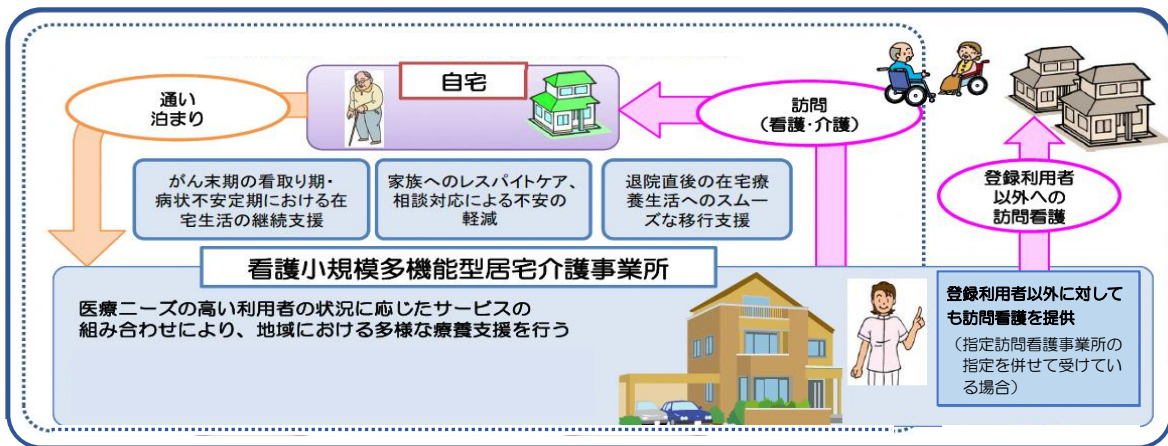 自宅
通い
泊まり
訪問
（看護・介護）
がん末期の看取り期・
病状不安定期における在
宅生活の継続支援
家族へのレスパイトケア、
相談対応による不安の
軽減
退院直後の在宅療
養生活へのスムー
ズな移行支援
登録利用者
以外への
訪問看護
看護小規模多機能型居宅介護事業所
医療ニーズの高い利用者の状況に応じたサービスの
組み合わせにより、地域における多様な療養支援を行う
登録利用者以外に対して
も訪問看護を提供
（指定訪問看護事業所の
指定を併せて受けてい
る場合）